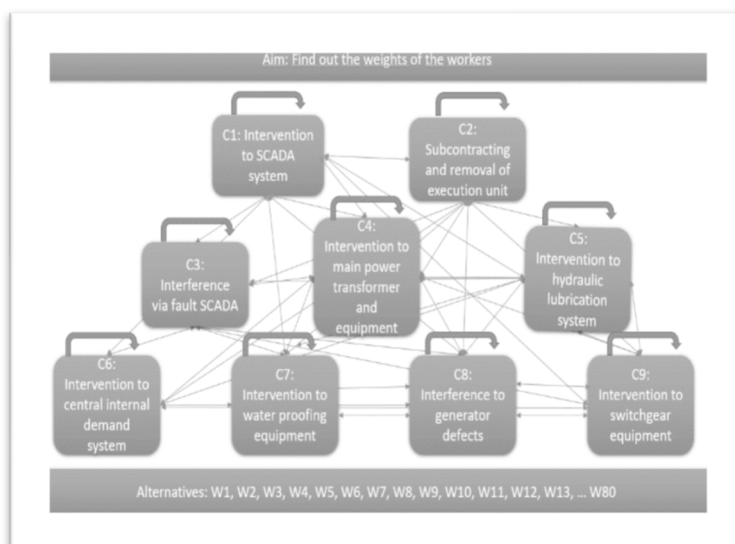 Aim: Find out the weights of the workers
C1: Intervention
to SCADA
system
C2:
Subcontracting
and removal of
execution unit
C3:
Interference
via fault SCADA
C4:
Intervention to
main power
transformer
and
equipment
C5:
Intervention to
hydraulic
lubrication
system
C6:
Intervention to
central internal
demand
system
C7:
Intervention to
water proofing
equipment
C8:
Interference to
generator
defects
C9:
Intervention to
switchgear
equipment
Alternatives: W1, W2, W3, W4, W5, W6, W7, W8, W9, W10, W11, W12, W13, ... W80